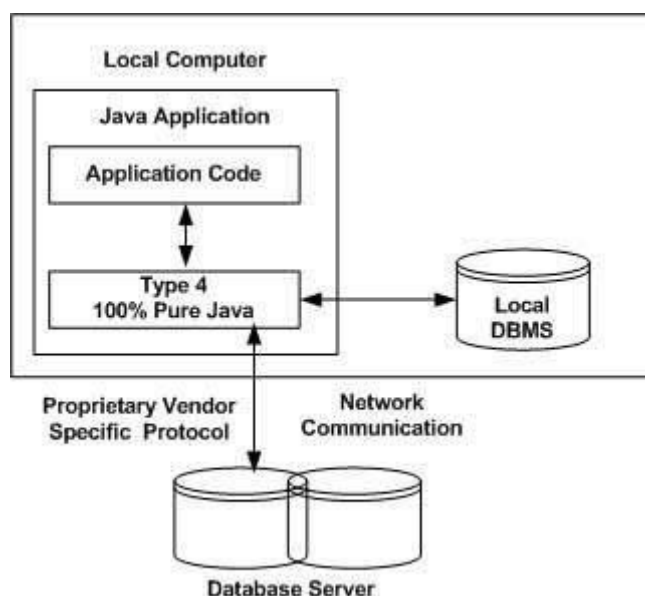 Local Computer
Java Application
Application Code
Type 4
100% Pure Java
Local
DBMS
Proprietary Vendor
Specific Protocol
Network
Communication
Database Server